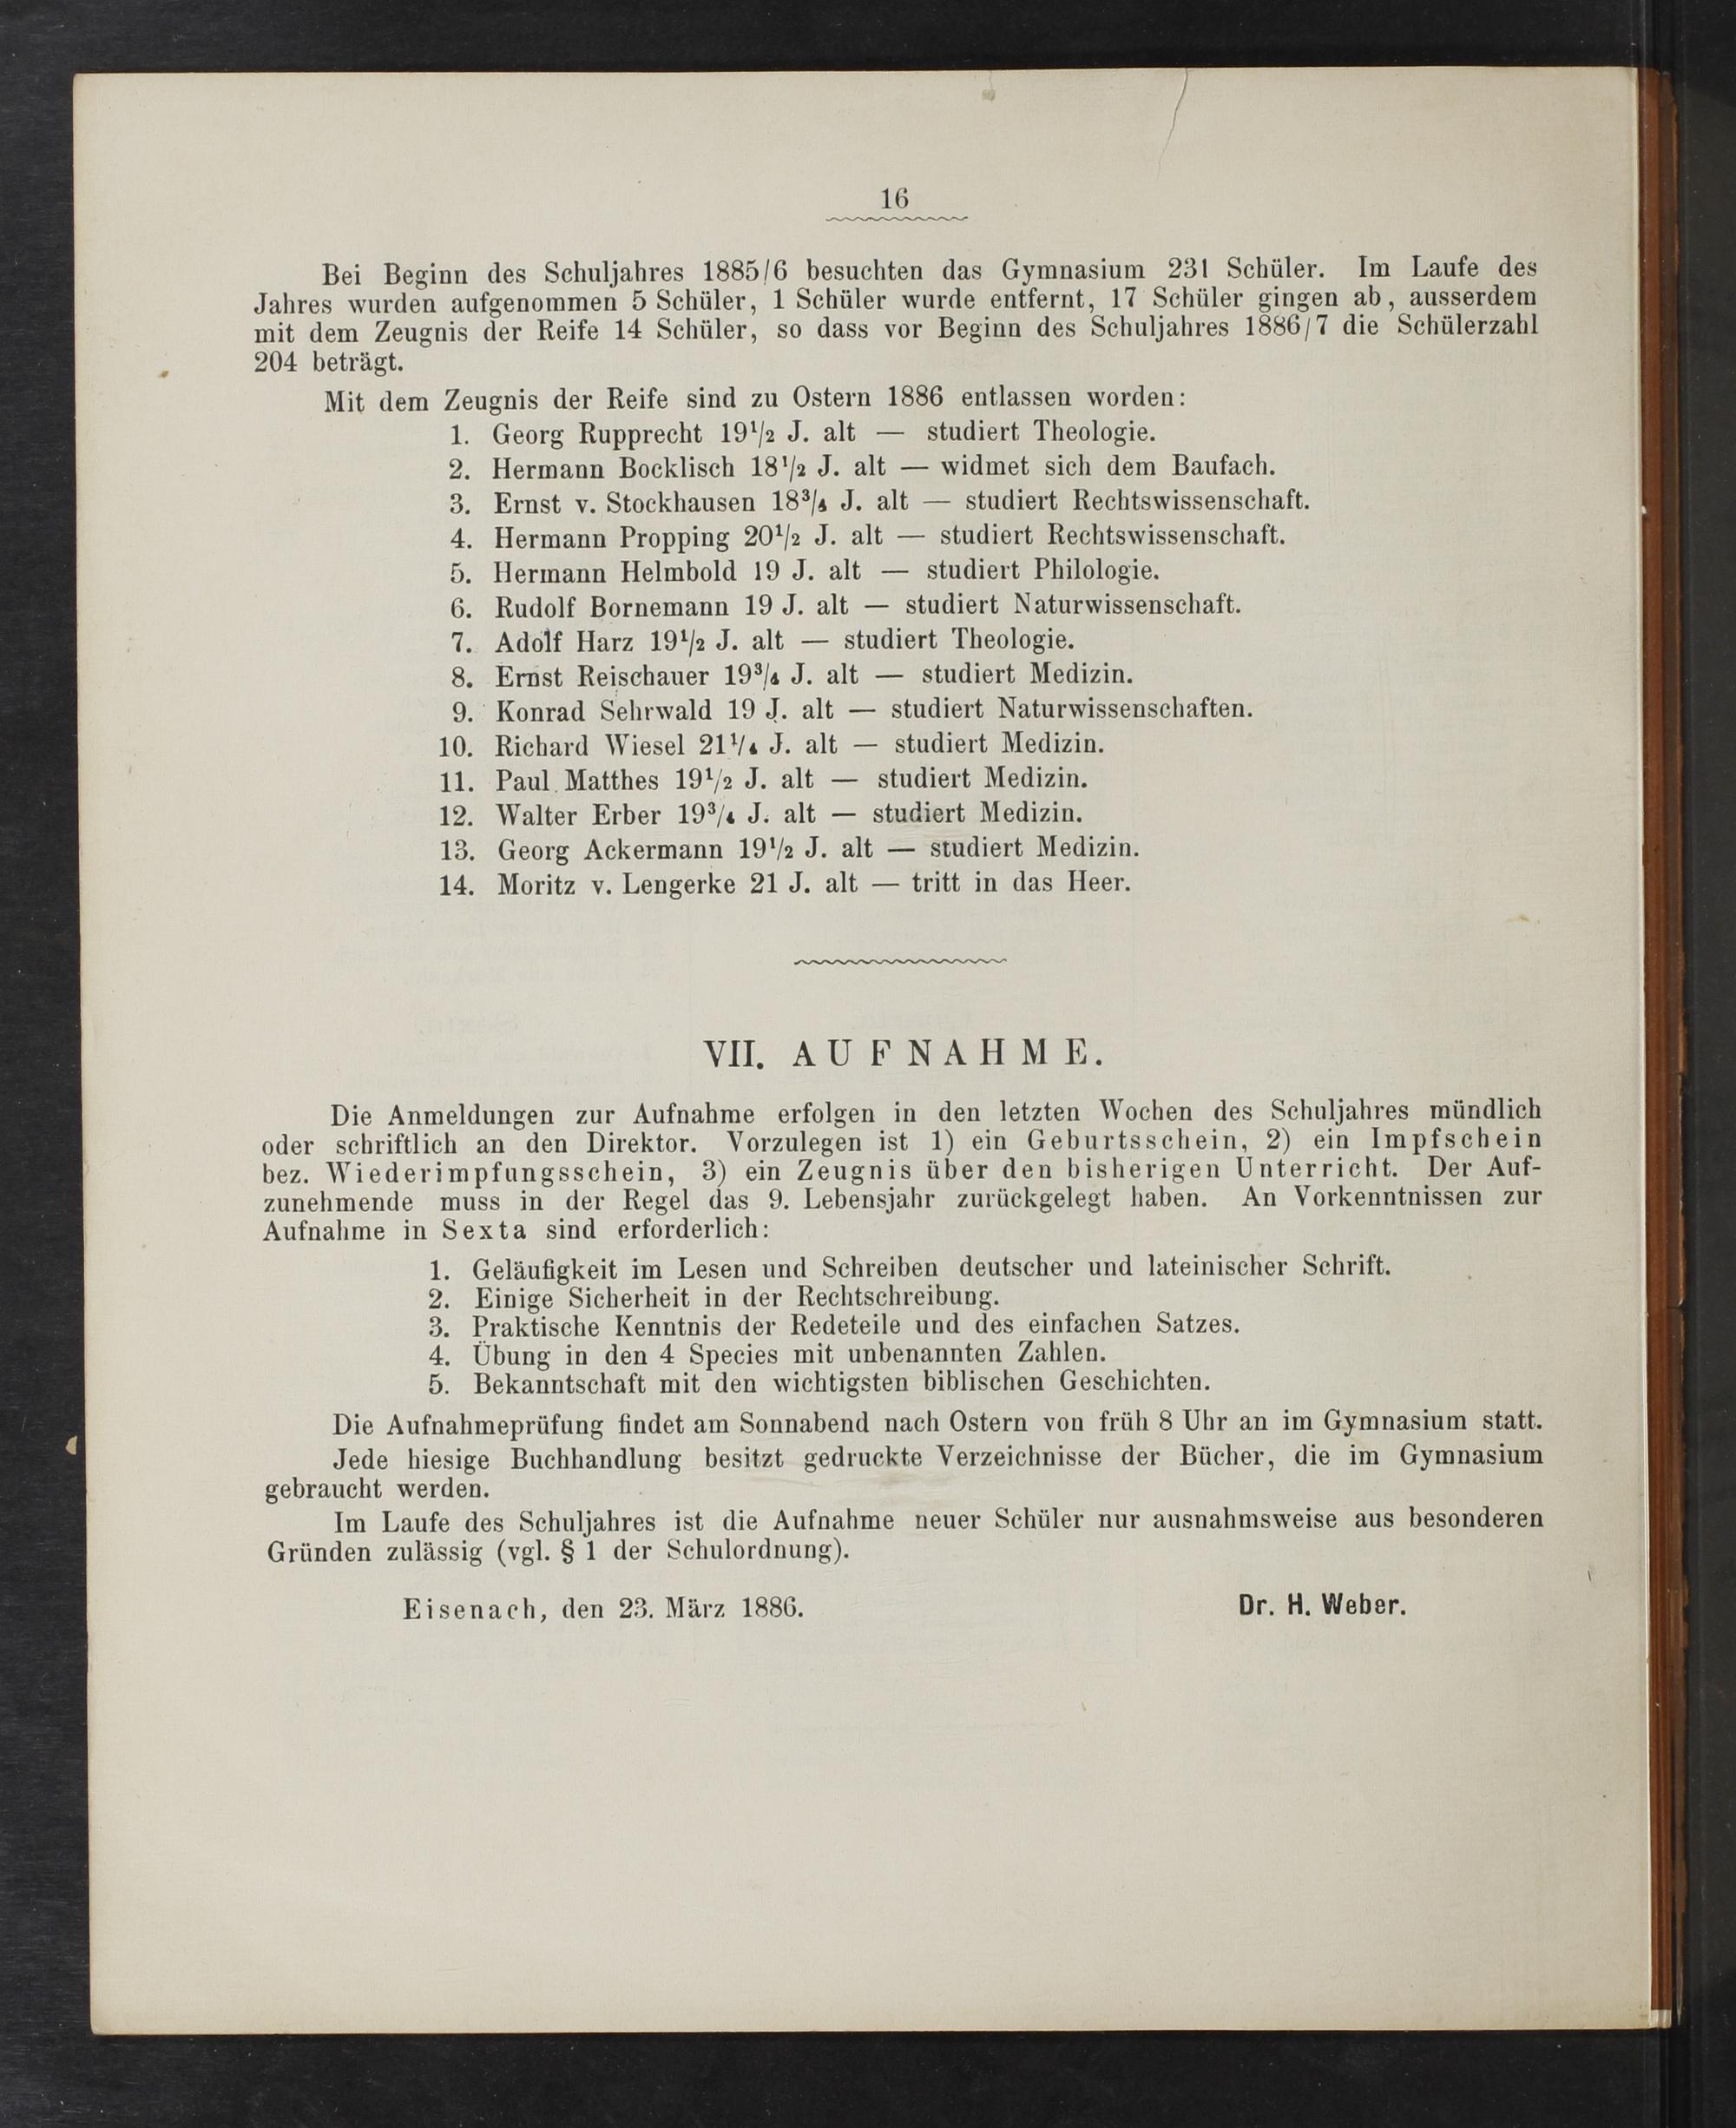 16
Bei Beginn des Schuljahres 1885/6 besuchten das Gymnasium 231 Schüler. Im Laufe des
Jahres wurden aufgenommen 5 Schüler, 1 Schüler wurde entfernt, 17 Schüler gingen ab, ausserdem
mit dem Zeugnis der Reife 14 Schüler, so dass vor Beginn des Schuljahres 1886/7 die Schülerzahl
204 beträgt.
Mit dem Zeugnis der Reife sind zu Ostern 1886 entlassen worden:
1. Georg Rupprecht 19¹/₂ J. alt — studiert Theologie.
2. Hermann Bocklisch 18¹/₂ J. alt — widmet sich dem Baufach.
3. Ernst v. Stockhausen 18³/₄ J. alt — studiert Rechtswissenschaft.
4. Hermann Propping 20¹/₂ J. alt — studiert Rechtswissenschaft.
5. Hermann Helmbold 19 J. alt — studiert Philologie.
6. Rudolf Bornemann 19 J. alt — studiert Naturwissenschaft.
7. Adolf Harz 19¹/₂ J. alt — studiert Theologie.
8. Ernst Reischauer 19³/₄ J. alt — studiert Medizin.
9. Konrad Sehrwald 19 J. alt — studiert Naturwissenschaften.
10. Richard Wiesel 21¹/₄ J. alt — studiert Medizin.
11. Paul Matthes 19¹/₂ J. alt — studiert Medizin.
12. Walter Erber 19³/₄ J. alt — studiert Medizin.
13. Georg Ackermann 19¹/₂ J. alt — studiert Medizin.
14. Moritz v. Lengerke 21 J. alt — tritt in das Heer.
VII. AUFNAHME.
Die Anmeldungen zur Aufnahme erfolgen in den letzten Wochen des Schuljahres mündlich
oder schriftlich an den Direktor. Vorzulegen ist 1) ein Geburtsschein, 2) ein Impfschein
bez. Wiederimpfungsschein, 3) ein Zeugnis über den bisherigen Unterricht. Der Auf-
zunehmende muss in der Regel das 9. Lebensjahr zurückgelegt haben. An Vorkenntnissen zur
Aufnahme in Sexta sind erforderlich:
1. Geläufigkeit im Lesen und Schreiben deutscher und lateinischer Schrift.
2. Einige Sicherheit in der Rechtschreibung.
3. Praktische Kenntnis der Redeteile und des einfachen Satzes.
4. Übung in den 4 Species mit unbenannten Zahlen.
5. Bekanntschaft mit den wichtigsten biblischen Geschichten.
Die Aufnahmeprüfung findet am Sonnabend nach Ostern von früh 8 Uhr an im Gymnasium statt.
Jede hiesige Buchhandlung besitzt gedruckte Verzeichnisse der Bücher, die im Gymnasium
gebraucht werden.
Im Laufe des Schuljahres ist die Aufnahme neuer Schüler nur ausnahmsweise aus besonderen
Gründen zulässig (vgl. § 1 der Schulordnung).
Eisenach, den 23. März 1886. Dr. H. Weber.